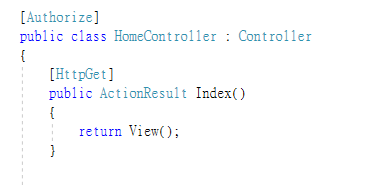 [Authorize]
public class HomeController : Controller
{
    [HttpGet]
    public ActionResult Index()
    {
        return View();
    }